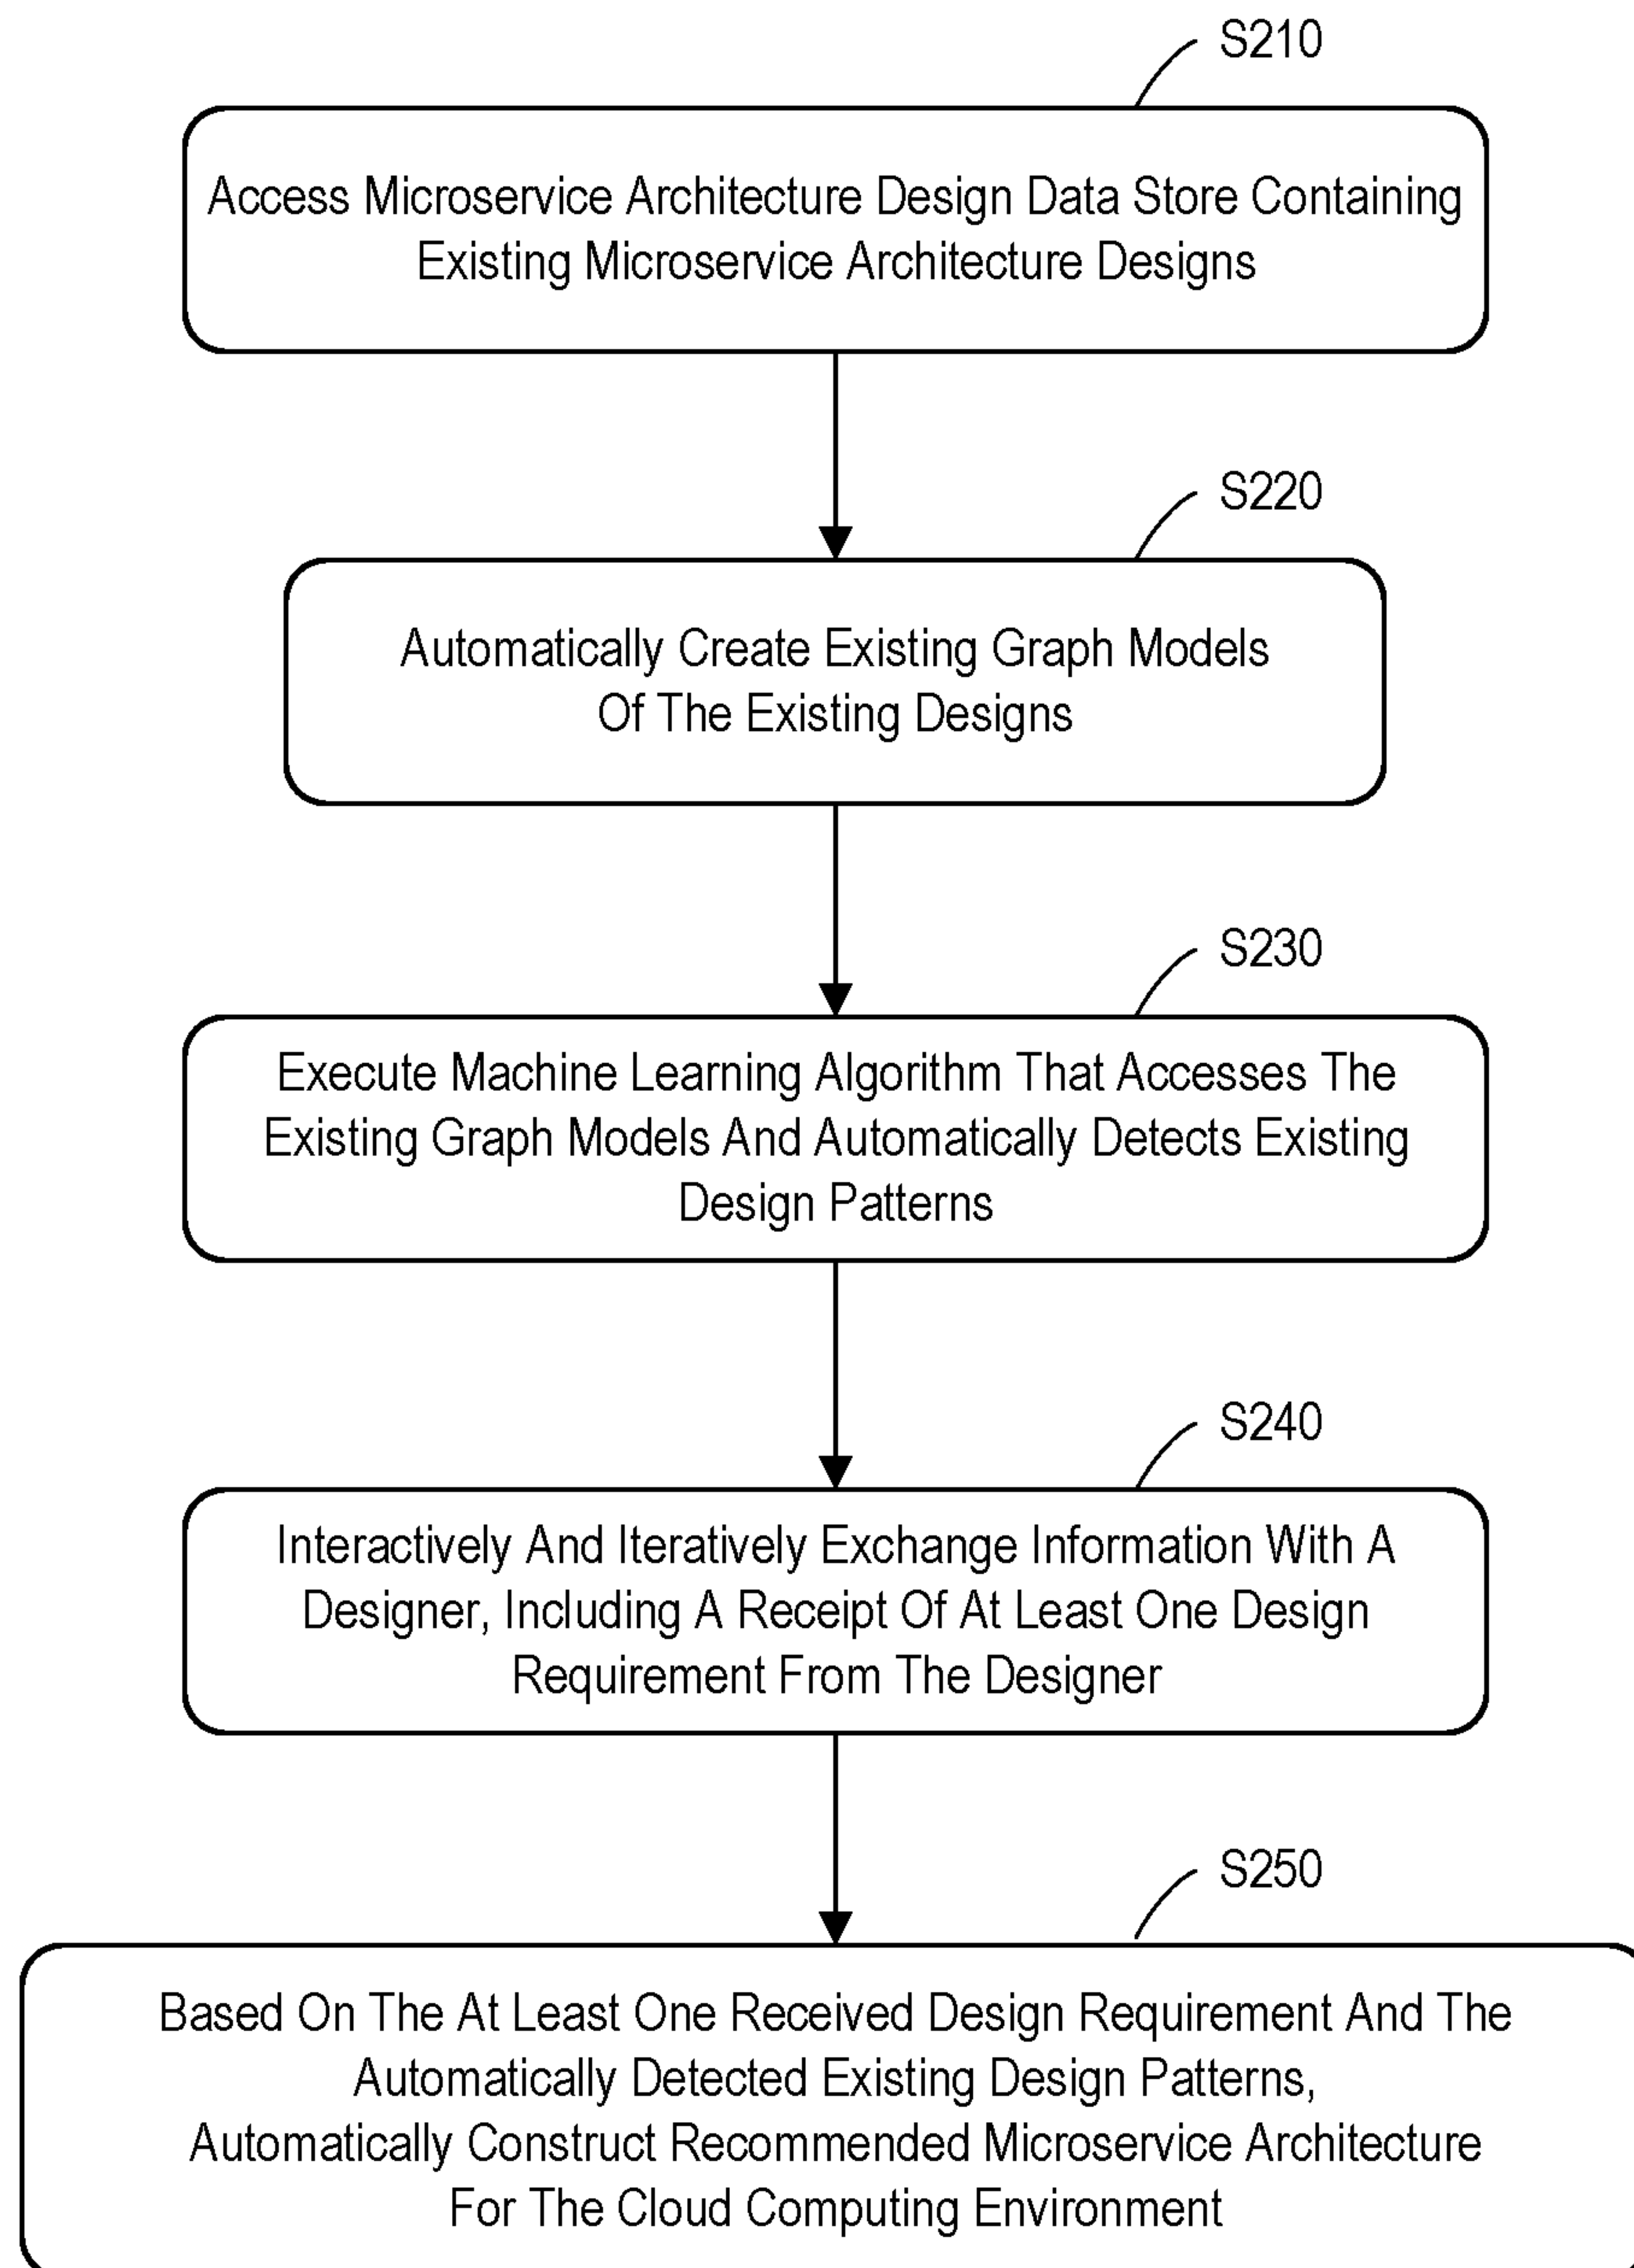 S210
Access Microservice Architecture Design Data Store Containing
Existing Microservice Architecture Designs
S220
Automatically Create Existing Graph Models
Of The Existing Designs
S230
Execute Machine Learning Algorithm That Accesses The
Existing Graph Models And Automatically Detects Existing
Design Patterns
S240
Interactively And Iteratively Exchange Information With A
Designer, Including A Receipt Of At Least One Design
Requirement From The Designer
S250
Based On The At Least One Received Design Requirement And The
Automatically Detected Existing Design Patterns,
Automatically Construct Recommended Microservice Architecture
For The Cloud Computing Environment